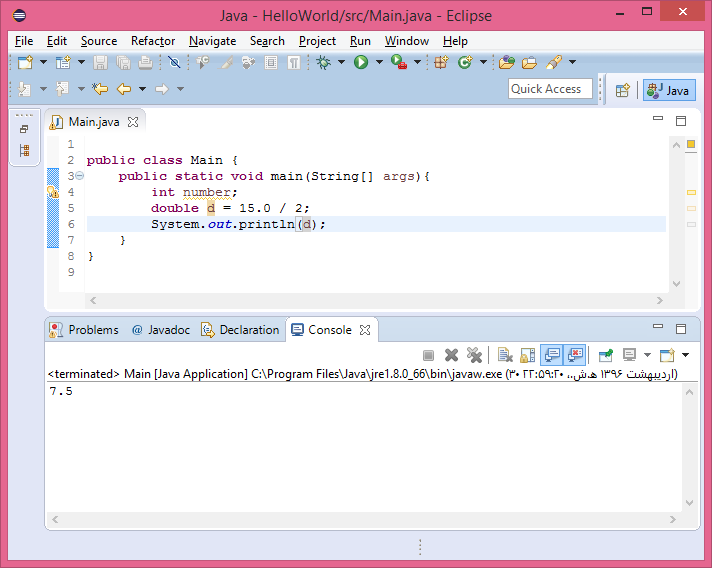 Java - HelloWorld/src/Main.java - Eclipse
File Edit Source Refactor Navigate Search Project Run Window Help
Quick Access
Java
Main.java
1
2 public class Main {
3 public static void main(String[] args){
4 int number;
5 double d = 15.0 / 2;
6 System.out.println(d);
7 }
8 }
9
Problems @ Javadoc Declaration Console
<terminated> Main [Java Application] C:\Program Files\Java\jre1.8.0_66\bin\javaw.exe (۳۰ اردیبهشت ۱۳۹۶ ه‍.ش.،‏ ۲۲:۵۹:۲۰)
7.5